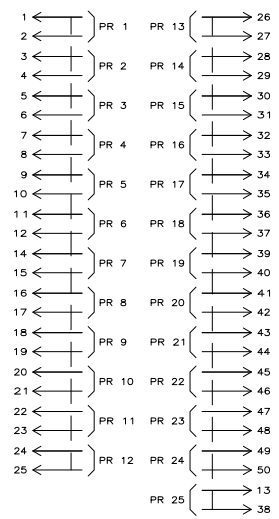 1 PR 1 PR 13 26
2 27
3 PR 2 PR 14 28
4 29
5 PR 3 PR 15 30
6 31
7 PR 4 PR 16 32
8 33
9 PR 5 PR 17 34
10 35
11 PR 6 PR 18 36
12 37
14 PR 7 PR 19 39
15 40
16 PR 8 PR 20 41
17 42
18 PR 9 PR 21 43
19 44
20 PR 10 PR 22 45
21 46
22 PR 11 PR 23 47
23 48
24 PR 12 PR 24 49
25 50
PR 25 13
38